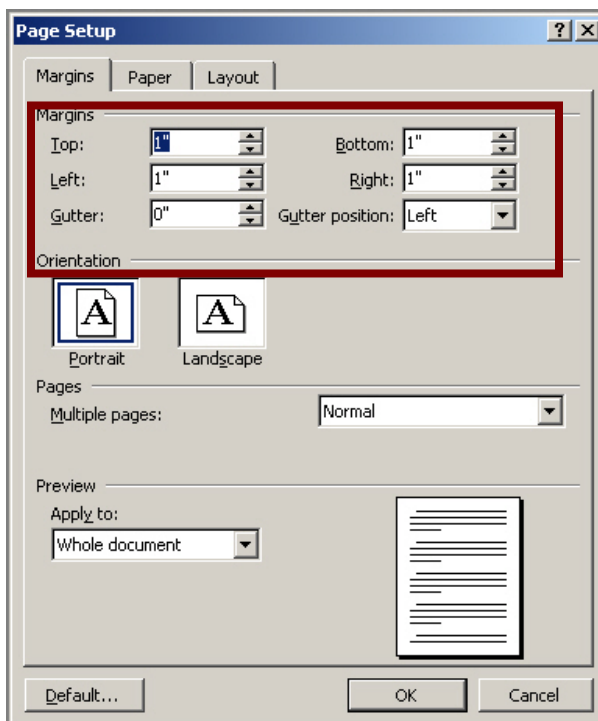 Page Setup
Margins Paper Layout
Margins
Top: 1" Bottom: 1"
Left: 1" Right: 1"
Gutter: 0" Gutter position: Left
Orientation
A A
Portrait Landscape
Pages
Multiple pages: Normal
Preview
Apply to:
Whole document
Default... OK Cancel